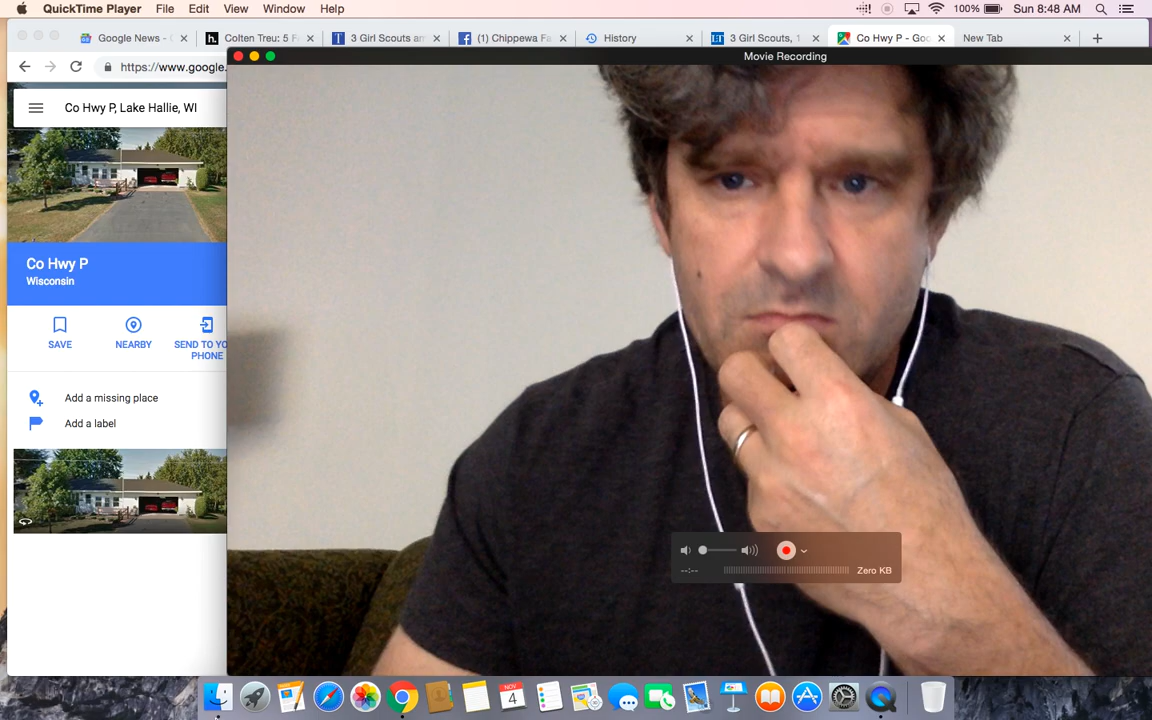 QuickTime Player File Edit View Window Help 100% Sun 8:48 AM
Google News - Colten Treu: 5 F 3 Girl Scouts an (1) Chippewa Fa History 3 Girl Scouts, 1 Co Hwy P - Goo New Tab
https://www.google.
Movie Recording
Co Hwy P, Lake Hallie, WI
Co Hwy P
Wisconsin
SAVE NEARBY SEND TO YO
PHONE
Add a missing place
Add a label
--:-- Zero KB
NOV
4